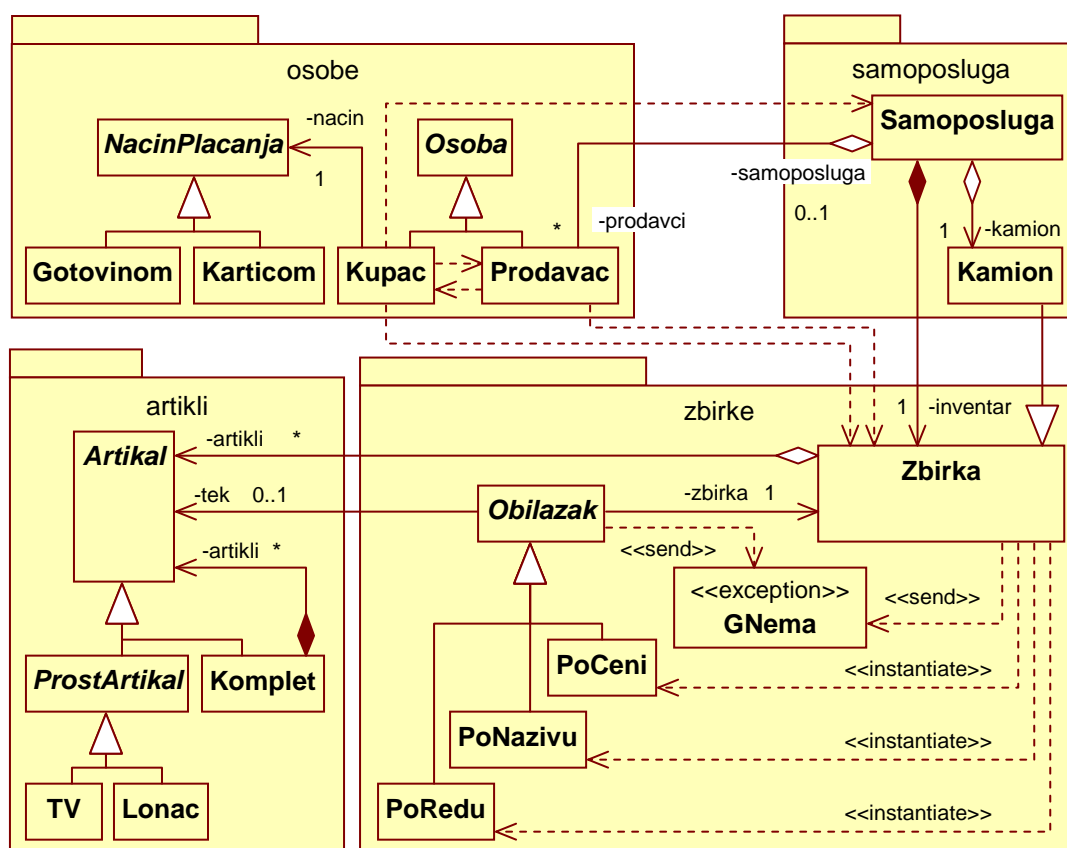 osobe
samoposluga
-nacin
NacinPlacanja
Osoba
Samoposluga
1
-samoposluga
0..1
*
-prodavci
1
-kamion
Gotovinom
Karticom
Kupac
Prodavac
Kamion
artikli
zbirke
1
-inventar
Artikal
-artikli
*
Zbirka
-tek
0..1
Obilazak
-zbirka
1
<<send>>
-artikli
*
<<exception>>
GNema
<<send>>
ProstArtikal
Komplet
PoCeni
<<instantiate>>
PoNazivu
<<instantiate>>
TV
Lonac
PoRedu
<<instantiate>>